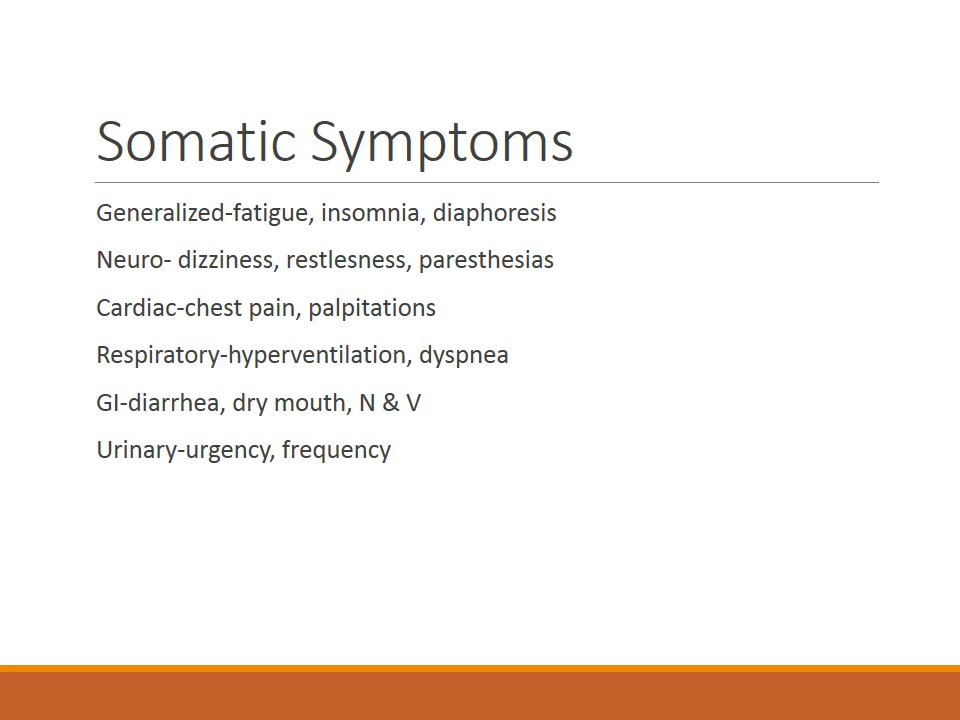 Somatic Symptoms
Generalized-fatigue, insomnia, diaphoresis
Neuro- dizziness, restlesness, paresthesias
Cardiac-chest pain, palpitations
Respiratory-hyperventilation, dyspnea
GI-diarrhea, dry mouth, N & V
Urinary-urgency, frequency